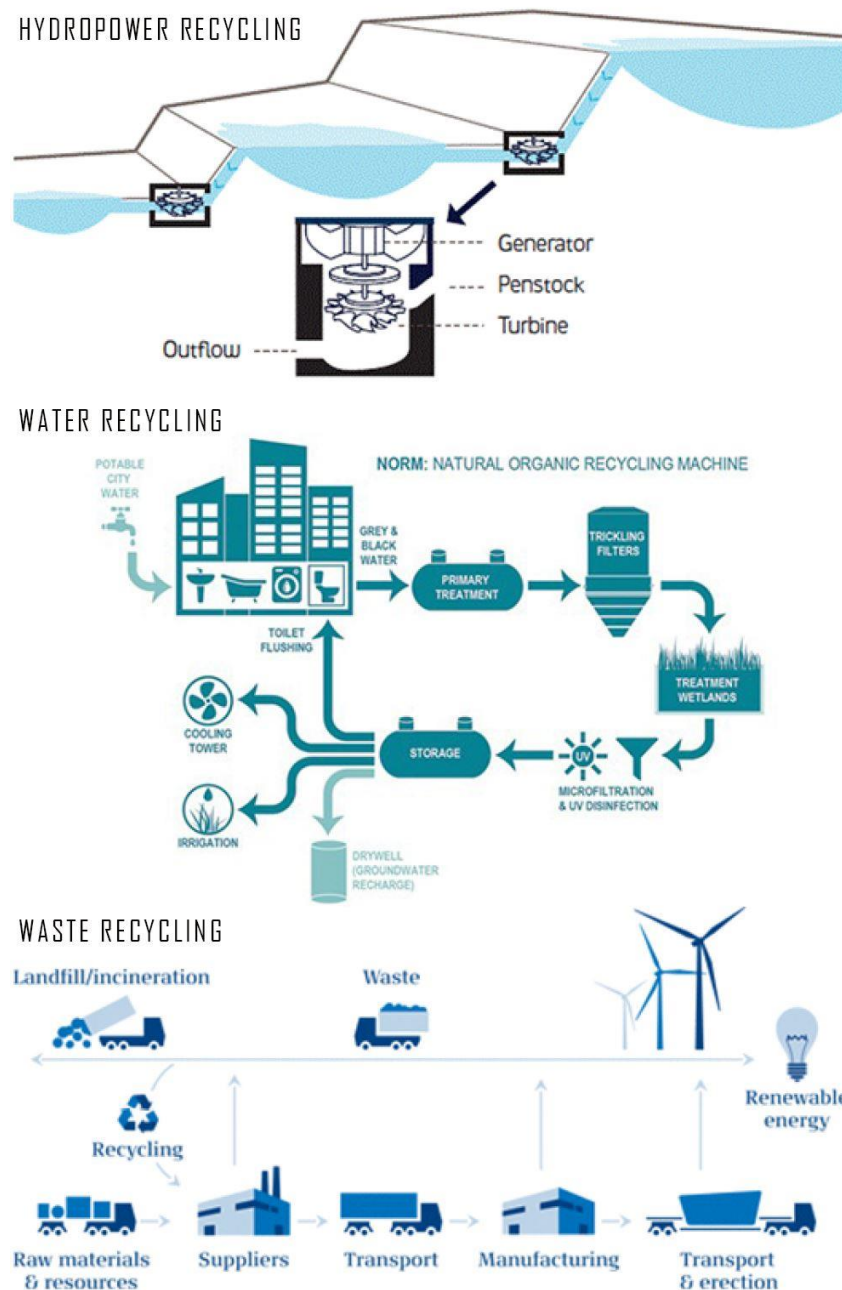 HYDROPOWER RECYCLING
Generator
Penstock
Turbine
Outflow
WATER RECYCLING
POTABLE
CITY
WATER
NORM: NATURAL ORGANIC RECYCLING MACHINE
GREY &
BLACK
WATER
PRIMARY
TREATMENT
TRICKLING
FILTERS
TOILET
FLUSHING
TREATMENT
WETLANDS
COOLING
TOWER
STORAGE
UV
MICROFILTRATION
& UV DISINFECTION
IRRIGATION
DRYWELL
(GROUNDWATER
RECHARGE)
WASTE RECYCLING
Landfill/incineration
Waste
Renewable
energy
Recycling
Raw materials
& resources
Suppliers
Transport
Manufacturing
Transport
& erection